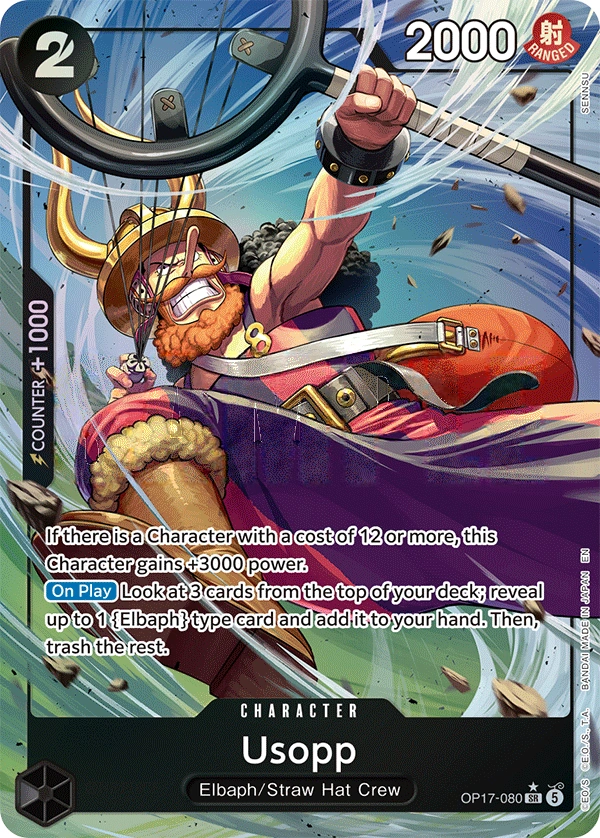 2
2000
射
RANGED
SENNSU
COUNTER +1000
8
If there is a Character with a cost of 12 or more, this
Character gains +3000 power.
On Play Look at 3 cards from the top of your deck; reveal
up to 1 {Elbaph} type card and add it to your hand. Then,
trash the rest.
CHARACTER
Usopp
Elbaph/Straw Hat Crew
OP17-080 SR 5
©E.O./S. ©E.O./S., T.A. BANDAI MADE IN JAPAN EN